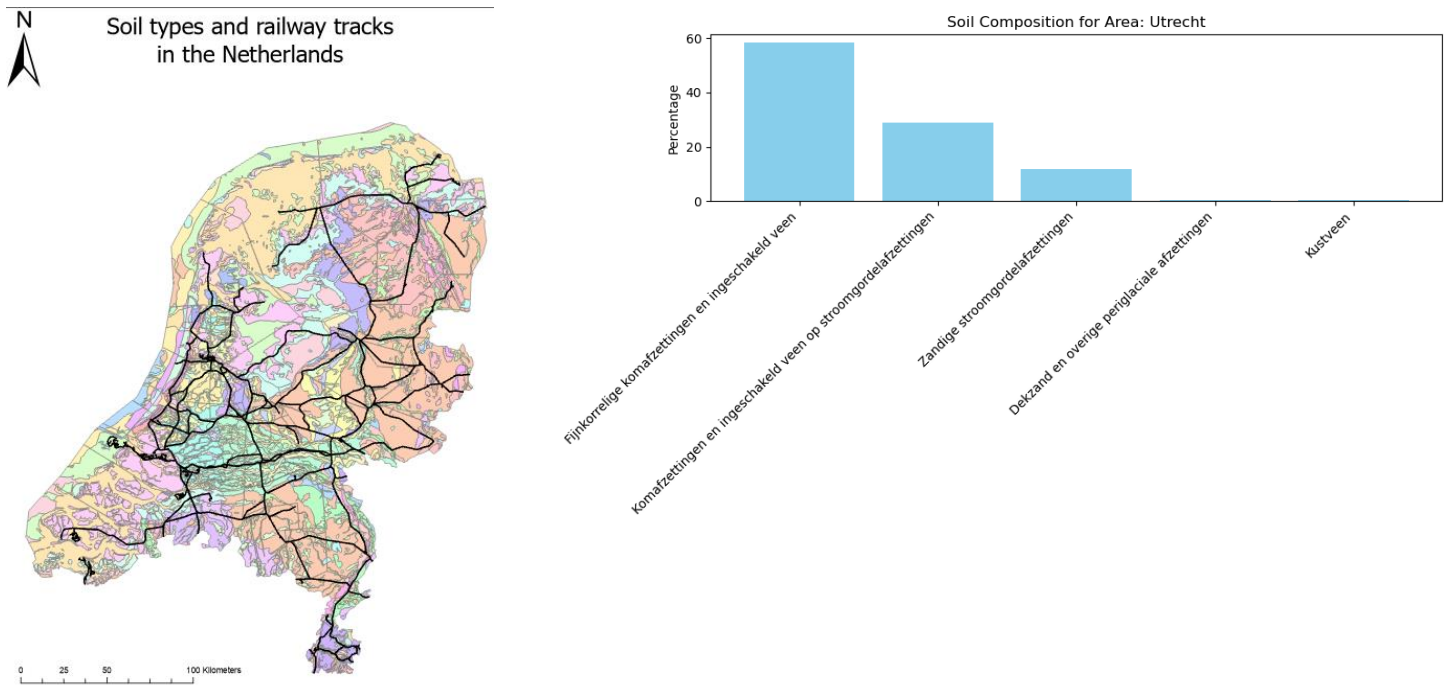 N
Soil types and railway tracks
in the Netherlands
0 25 50 100 Kilometers
Soil Composition for Area: Utrecht
Percentage
60
40
20
0
Fijnkorrelige komafzettingen en ingeschakeld veen
Komafzettingen en ingeschakeld veen op stroomgordelafzettingen
Zandige stroomgordelafzettingen
Dekzand en overige periglaciale afzettingen
Kustveen